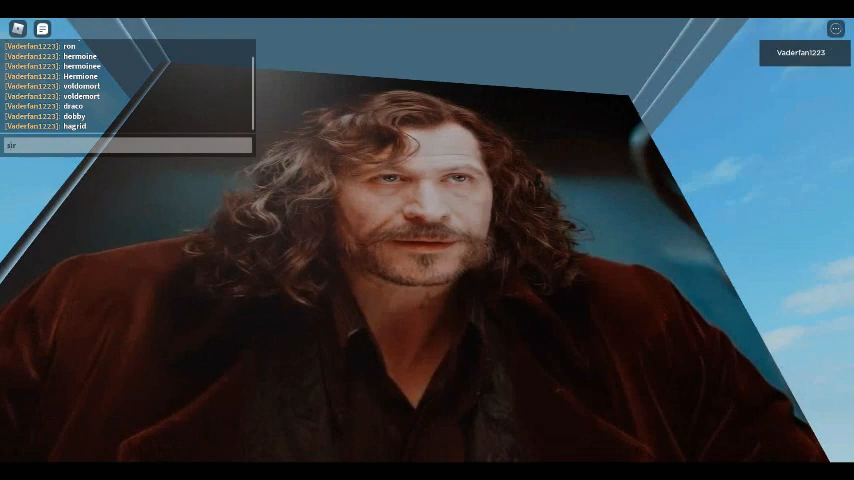 [Vaderfan1223]: ron
[Vaderfan1223]: hermoine
[Vaderfan1223]: hermoinee
[Vaderfan1223]: Hermione
[Vaderfan1223]: voldomort
[Vaderfan1223]: voldemort
[Vaderfan1223]: draco
[Vaderfan1223]: dobby
[Vaderfan1223]: hagrid
sir
Vaderfan1223